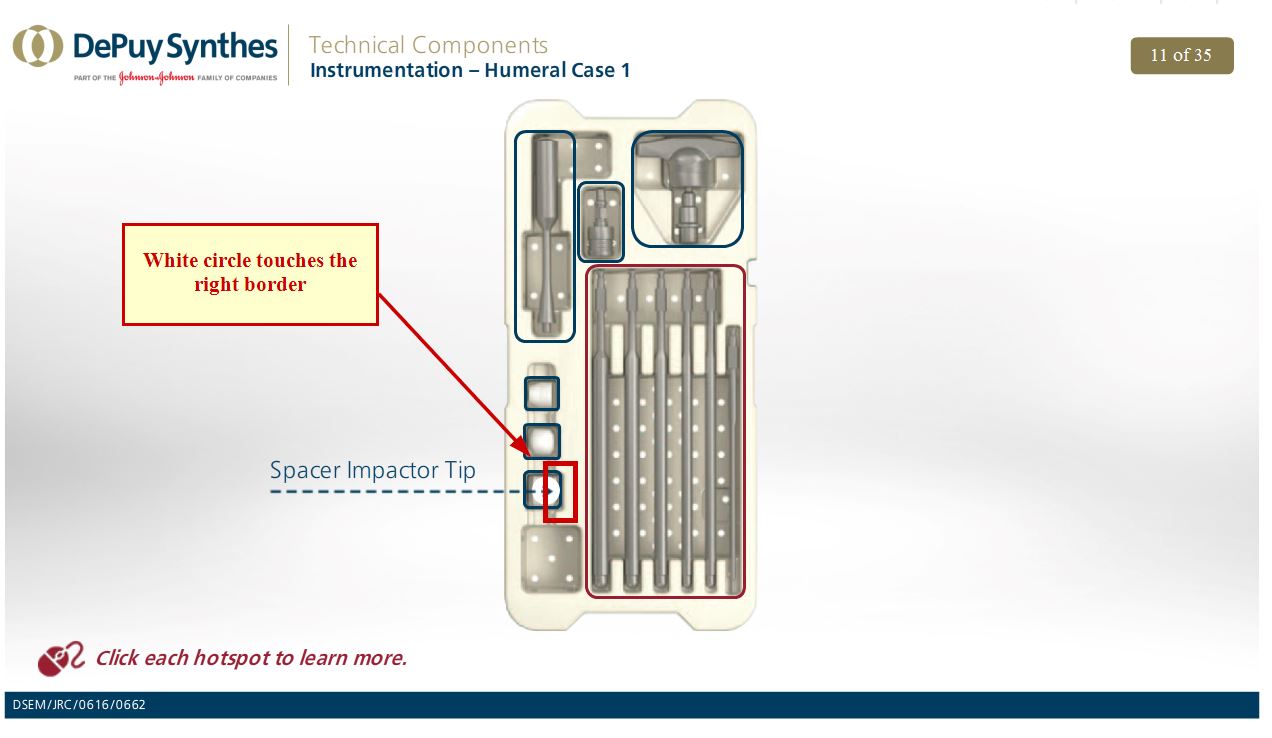 DePuy Synthes
PART OF THE Johnson & Johnson FAMILY OF COMPANIES
Technical Components
Instrumentation – Humeral Case 1
11 of 35
White circle touches the
right border
Spacer Impactor Tip
Click each hotspot to learn more.
DSEM/JRC/0616/0662